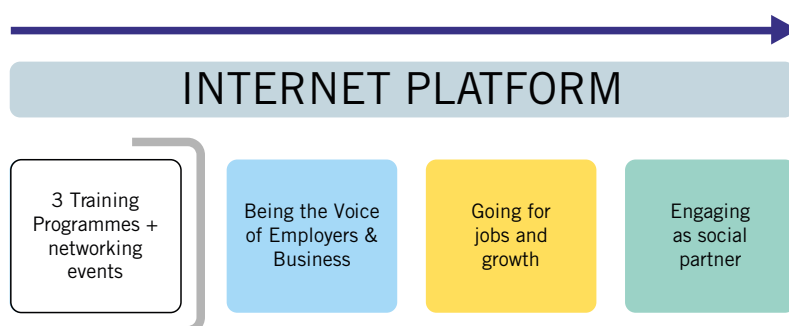 INTERNET PLATFORM
3 Training
Programmes +
networking
events
Being the Voice
of Employers &
Business
Going for
jobs and
growth
Engaging
as social
partner